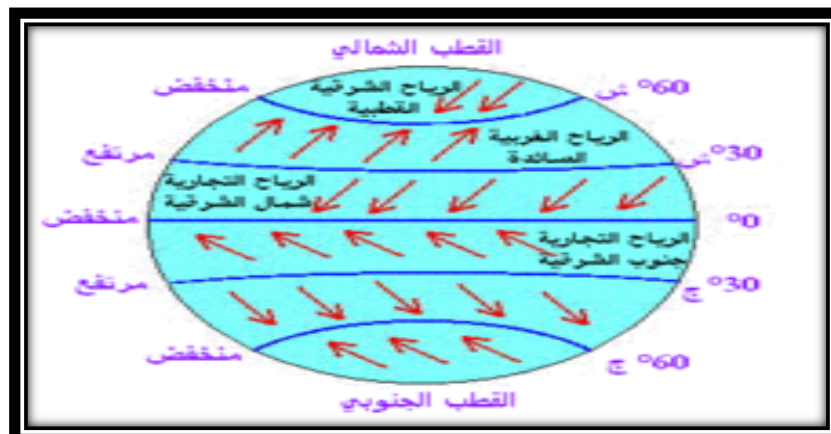 القطب الشمالي
°60 ش
الرياح الشرقية
القطبية
منخفض
°30 ش
الرياح الغربية
السائدة
مرتفع
الرياح التجارية
شمال الشرقية
°0
منخفض
الرياح التجارية
جنوب الشرقية
°30 ج
مرتفع
°60 ج
منخفض
القطب الجنوبي